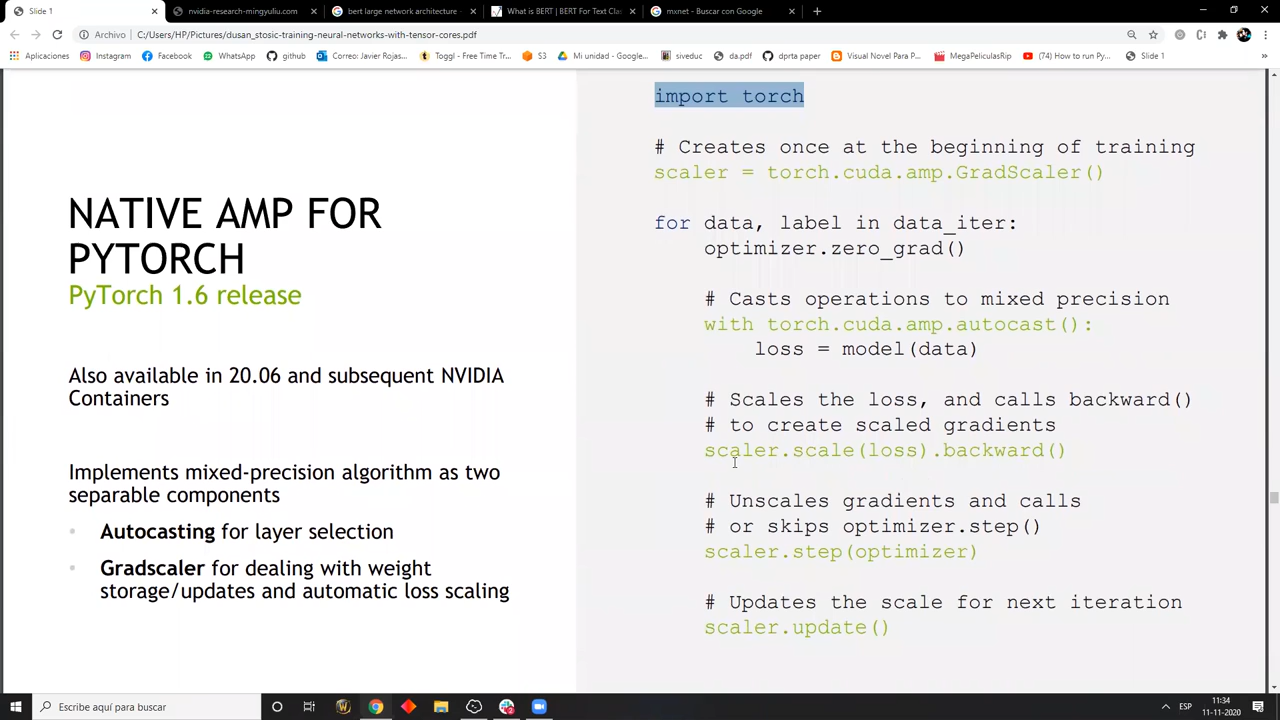 Slide 1
nvidia-research-mingyuliu.com
bert large network architecture -
What is BERT | BERT For Text Cla
mxnet - Buscar con Google
Archivo | C:/Users/HP/Pictures/dusan_stosic-training-neural-networks-with-tensor-cores.pdf
Aplicaciones
Instagram
Facebook
WhatsApp
github
Correo: Javier Rojas...
Toggl - Free Time Tr...
S3
Mi unidad - Google...
siveduc
da.pdf
dprta paper
Visual Novel Para P...
MegaPeliculasRip
(74) How to run Py...
Slide 1
NATIVE AMP FOR
PYTORCH
PyTorch 1.6 release
Also available in 20.06 and subsequent NVIDIA
Containers
Implements mixed-precision algorithm as two
separable components
• Autocasting for layer selection
• Gradscaler for dealing with weight
storage/updates and automatic loss scaling
import torch
# Creates once at the beginning of training
scaler = torch.cuda.amp.GradScaler()
for data, label in data_iter:
optimizer.zero_grad()
# Casts operations to mixed precision
with torch.cuda.amp.autocast():
loss = model(data)
# Scales the loss, and calls backward()
# to create scaled gradients
scaler.scale(loss).backward()
# Unscales gradients and calls
# or skips optimizer.step()
scaler.step(optimizer)
# Updates the scale for next iteration
scaler.update()
Escribe aquí para buscar
ESP
11:34
11-11-2020